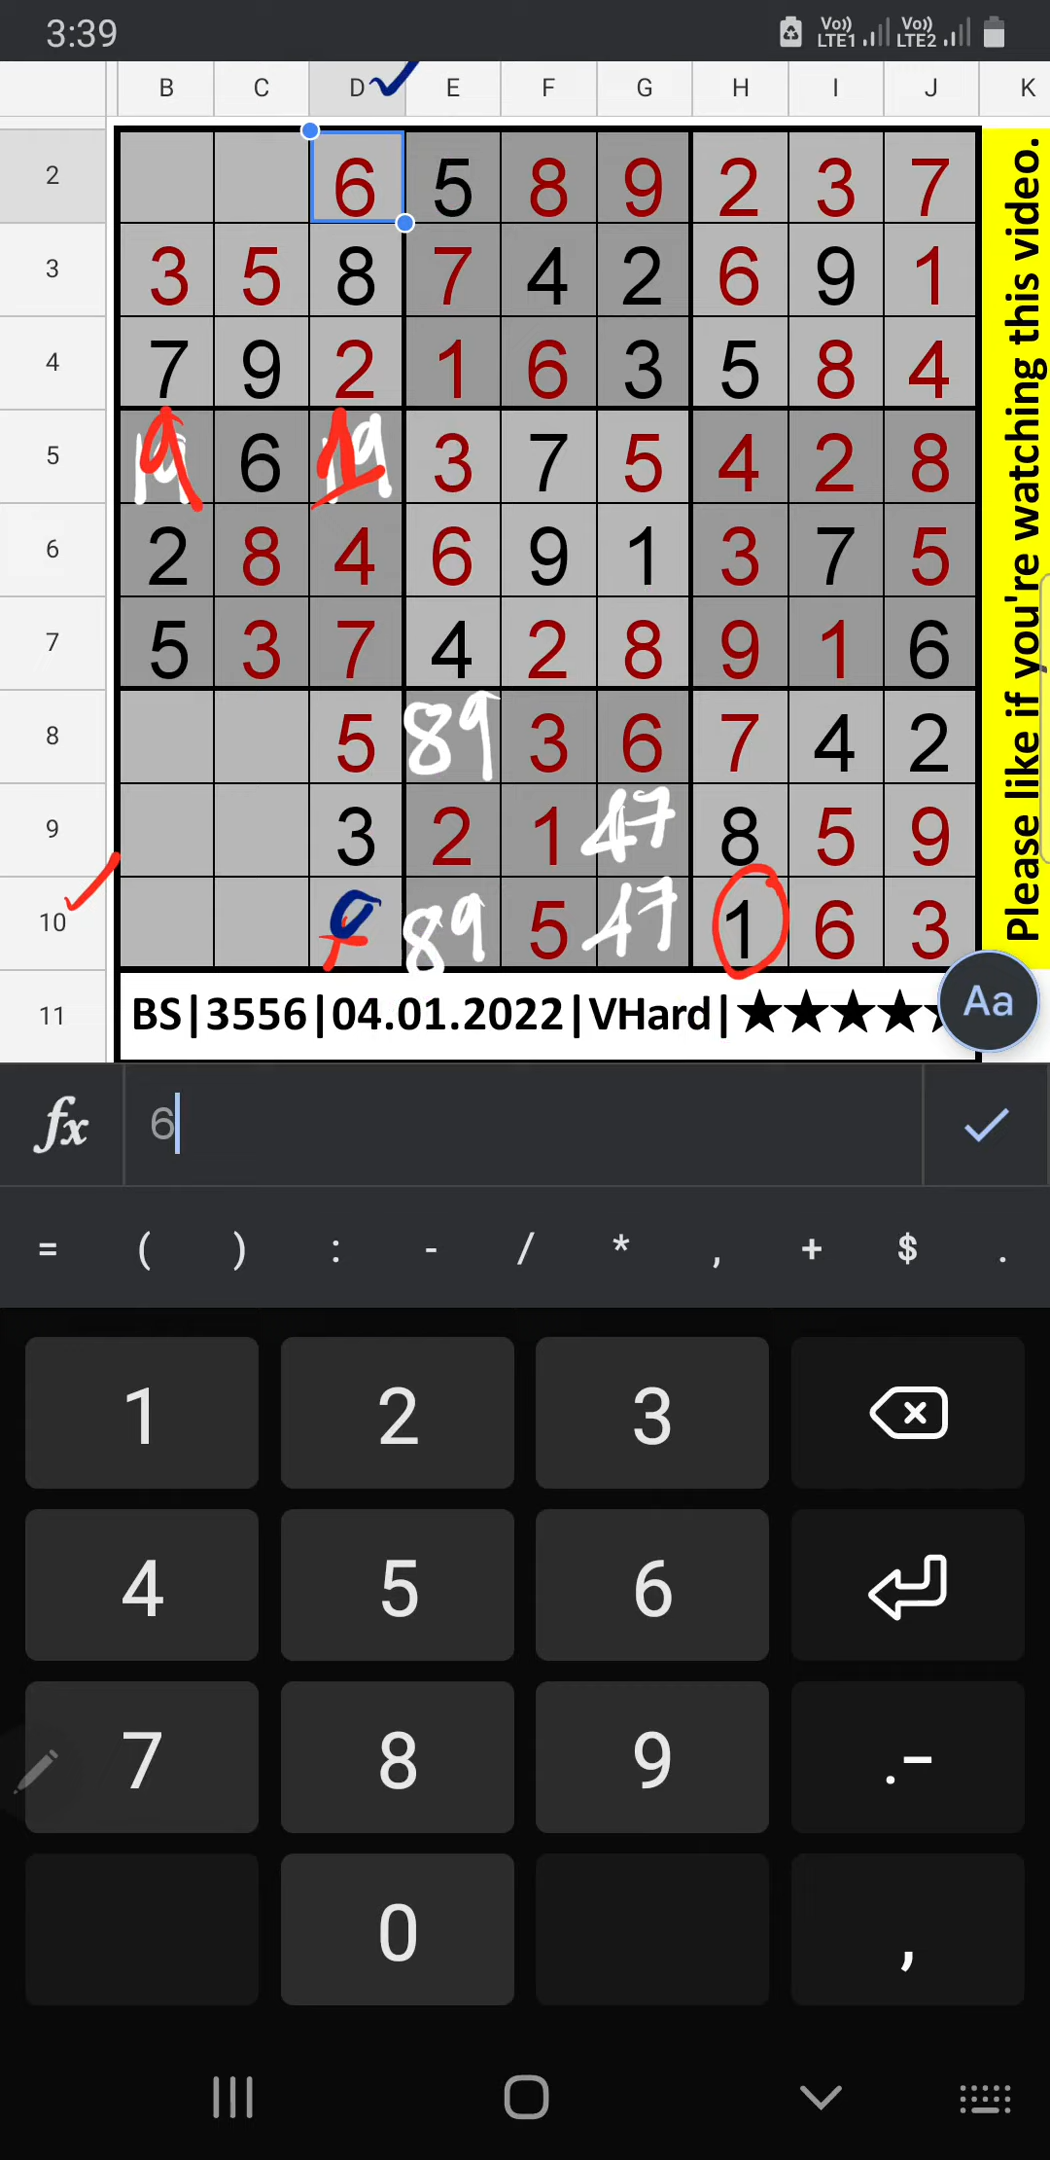 3:39
Vo)) LTE1 Vo)) LTE2
B C D E F G H I J K
2 6 5 8 9 2 3 7
3 3 5 8 7 4 2 6 9 1
4 7 9 2 1 6 3 5 8 4
5 19 6 19 3 7 5 4 2 8
6 2 8 4 6 9 1 3 7 5
7 5 3 7 4 2 8 9 1 6
8 5 89 3 6 7 4 2
9 3 2 1 47 8 5 9
10 89 5 47 1 6 3
11 BS|3556|04.01.2022|VHard|★★★★★
Please like if you're watching this video.
Aa
fx 6
= ( ) : - / * , + $ .
1 2 3
4 5 6
7 8 9 .-
0 ,